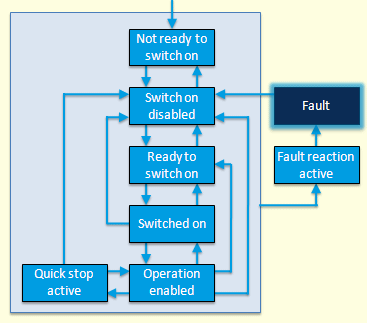 Not ready to
switch on
Switch on
disabled
Fault
Ready to
switch on
Fault reaction
active
Switched on
Quick stop
active
Operation
enabled